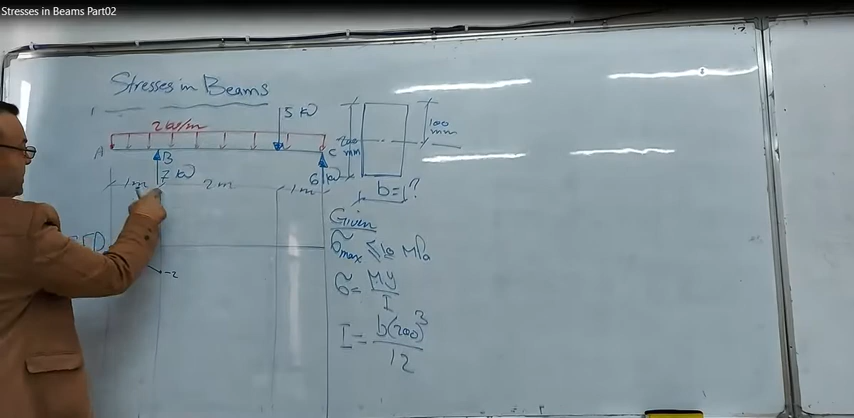 Stresses in Beams Part02
Stresses in Beams
5 kN
2 kN/m
A
B
C
7 kN
6 kN
200 mm
100 mm
1m
2m
1m
b=?
Given
σmax ≤ 10 MPa
σ = My/I
I = b(200)³/12
-2